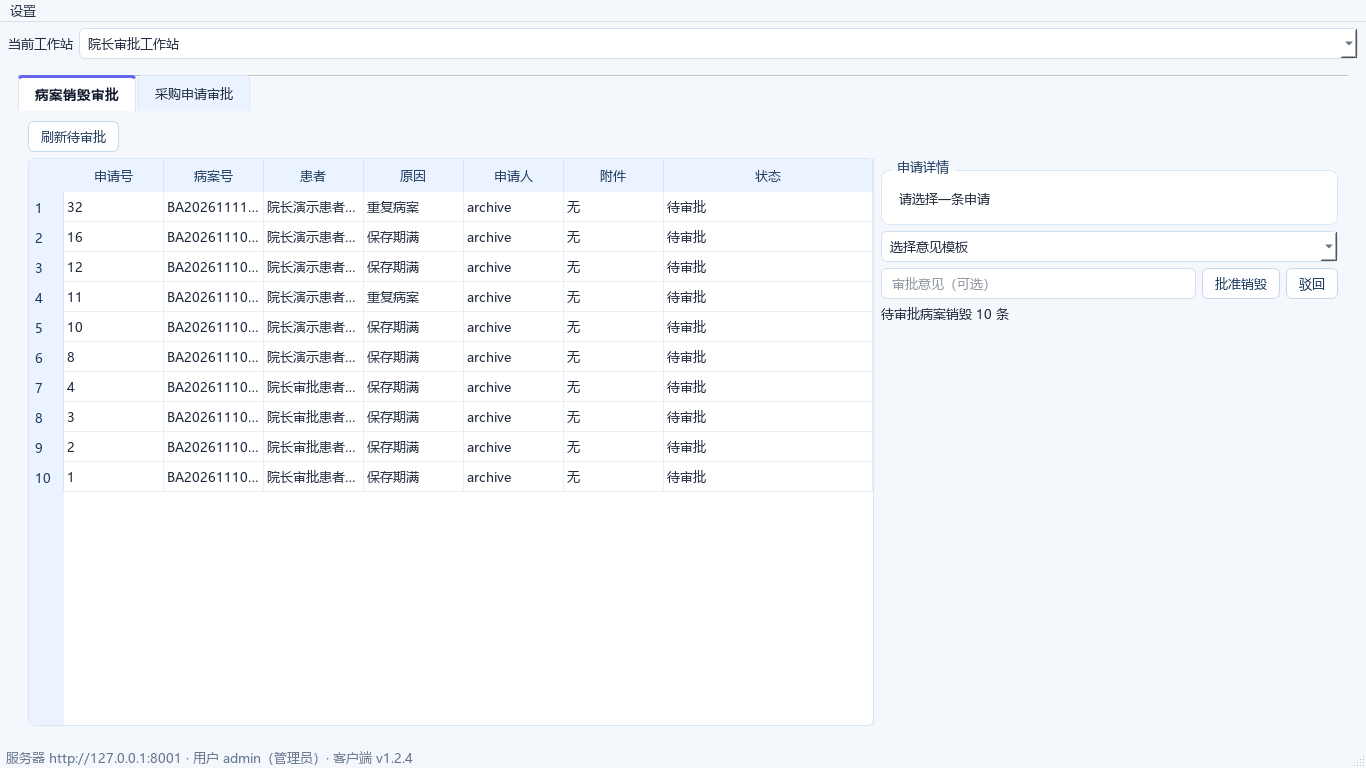 设置
当前工作站 院长审批工作站
病案销毁审批 采购申请审批
刷新待审批
申请号 病案号 患者 原因 申请人 附件 状态
1 32 BA20261111... 院长演示患者... 重复病案 archive 无 待审批
2 16 BA20261110... 院长演示患者... 保存期满 archive 无 待审批
3 12 BA20261110... 院长演示患者... 保存期满 archive 无 待审批
4 11 BA20261110... 院长演示患者... 重复病案 archive 无 待审批
5 10 BA20261110... 院长演示患者... 保存期满 archive 无 待审批
6 8 BA20261110... 院长演示患者... 保存期满 archive 无 待审批
7 4 BA20261110... 院长审批患者... 保存期满 archive 无 待审批
8 3 BA20261110... 院长审批患者... 保存期满 archive 无 待审批
9 2 BA20261110... 院长审批患者... 保存期满 archive 无 待审批
10 1 BA20261110... 院长审批患者... 保存期满 archive 无 待审批
申请详情
请选择一条申请
选择意见模板
审批意见（可选） 批准销毁 驳回
待审批病案销毁 10 条
服务器 http://127.0.0.1:8001 · 用户 admin（管理员）· 客户端 v1.2.4